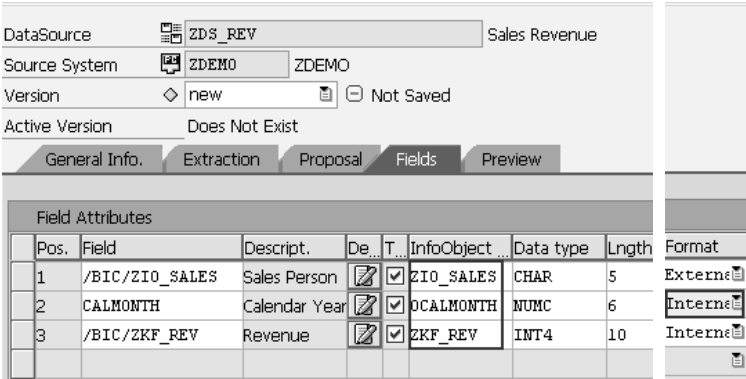 DataSource ZDS_REV Sales Revenue
Source System ZDEMO ZDEMO
Version new Not Saved
Active Version Does Not Exist
General Info. Extraction Proposal Fields Preview
Field Attributes
Pos. Field Descript. De... T... InfoObject ... Data type Lngth Format
1 /BIC/ZIO_SALES Sales Person ZIO_SALES CHAR 5 Externa
2 CALMONTH Calendar Year 0CALMONTH NUMC 6 Interna
3 /BIC/ZKF_REV Revenue ZKF_REV INT4 10 Interna